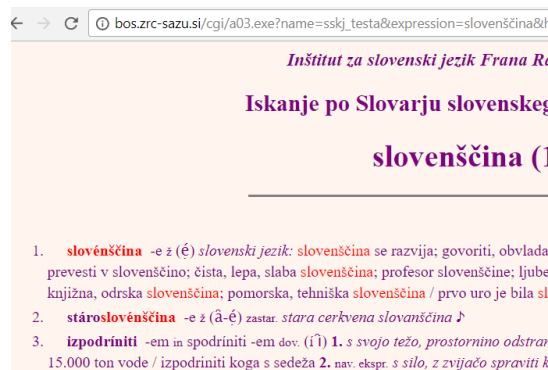 bos.zrc-sazu.si/cgi/a03.exe?name=sskj_testa&expression=slovenščina&h
Inštitut za slovenski jezik Frana Ra
Iskanje po Slovarju slovenskeg
slovenščina (1
1. slovénščina -e ž (ẹ́) slovenski jezik: slovenščina se razvija; govoriti, obvlada
prevesti v slovenščino; čista, lepa, slaba slovenščina; profesor slovenščine; ljube
knjižna, odrska slovenščina; pomorska, tehniška slovenščina / prvo uro je bila sl
2. stároslovénščina -e ž (ȃ-ẹ́) zastar. stara cerkvena slovanščina ♪
3. izpodríniti -em in spodríniti -em dov. (í ȋ) 1. s svojo težo, prostornino odstran
15.000 ton vode / izpodriniti koga s sedeža 2. nav. ekspr. s silo, z zvijačo spraviti k